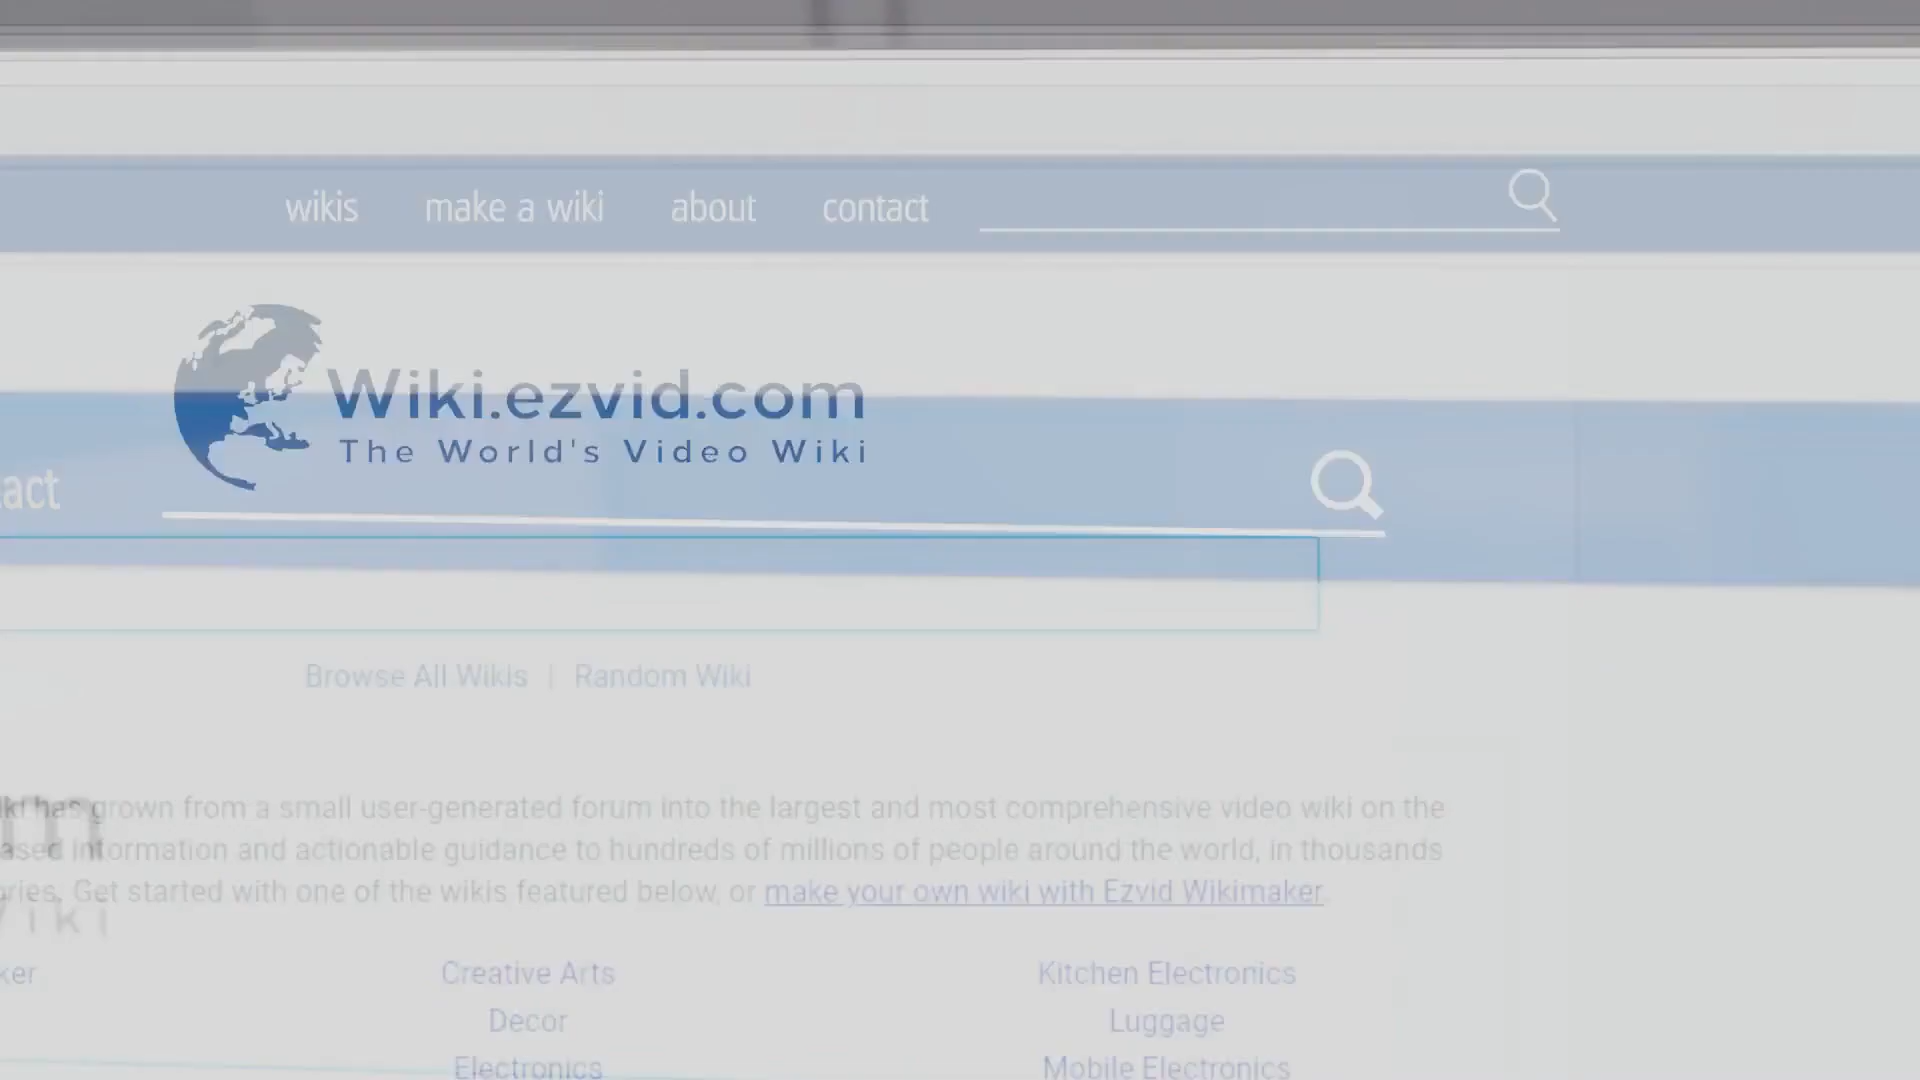 wikis make a wiki about contact
Wiki.ezvid.com
The World's Video Wiki
act
Browse All Wikis | Random Wiki
has grown from a small user-generated forum into the largest and most comprehensive video wiki on the
information and actionable guidance to hundreds of millions of people around the world, in thousands
Get started with one of the wikis featured below, or make your own wiki with Ezvid Wikimaker.
Wiki
ker Creative Arts Kitchen Electronics
Decor Luggage
Electronics Mobile Electronics